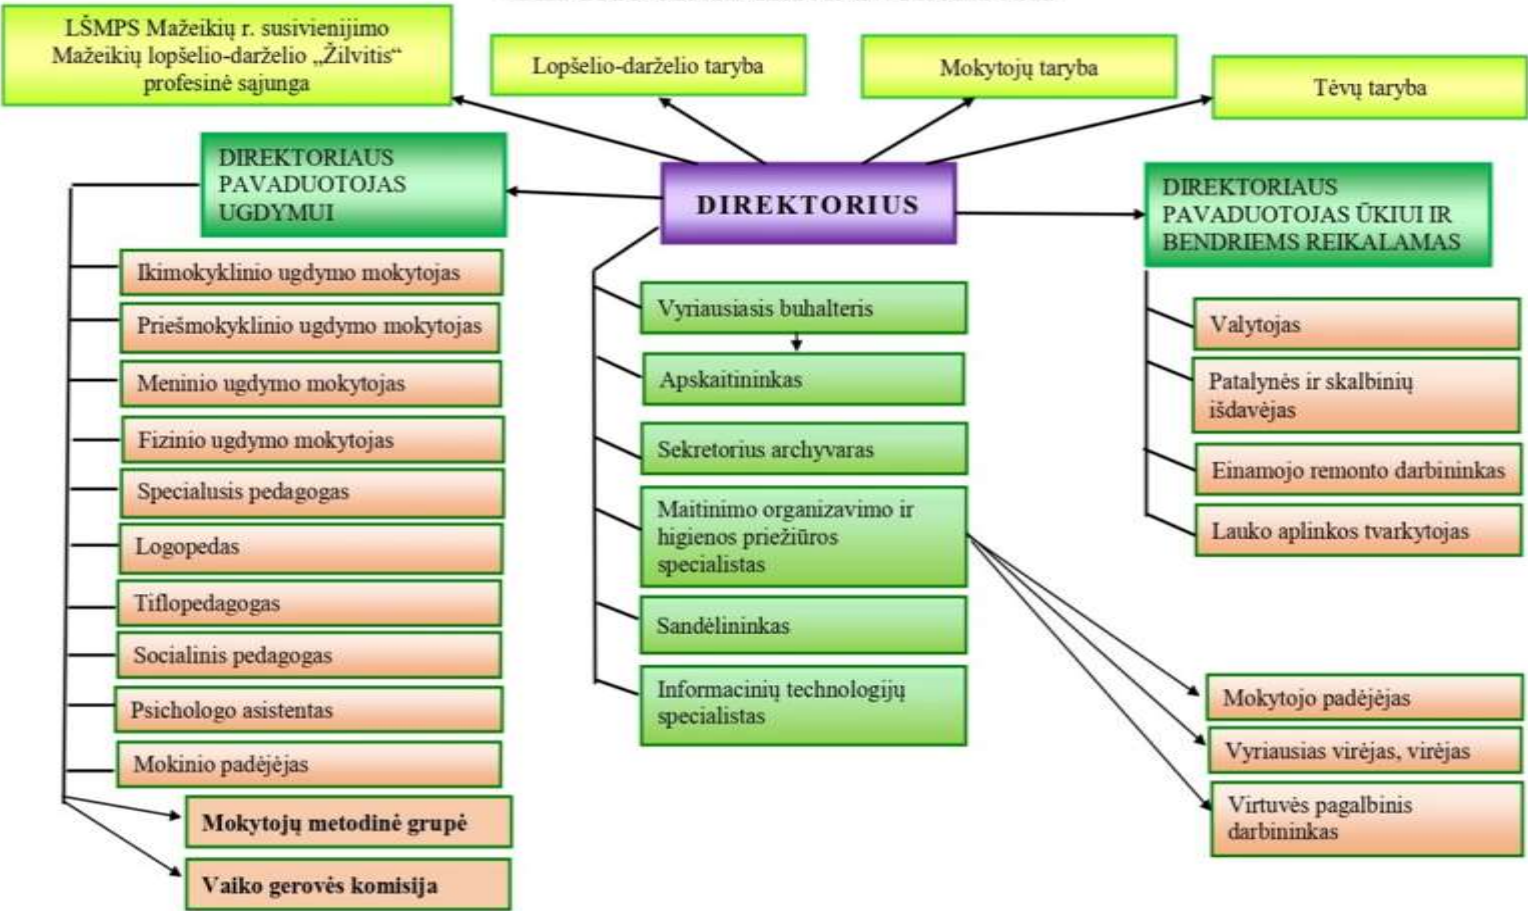 LŠMPS Mažeikių r. susivienijimo
Mažeikių lopšelio-darželio „Žilvitis“
profesinė sąjunga
Lopšelio-darželio taryba
Mokytojų taryba
Tėvų taryba
DIREKTORIAUS
PAVADUOTOJAS
UGDYMUI
DIREKTORIUS
DIREKTORIAUS
PAVADUOTOJAS ŪKIUI IR
BENDRIEMS REIKALAMAS
Ikimokyklinio ugdymo mokytojas
Priešmokyklinio ugdymo mokytojas
Meninio ugdymo mokytojas
Fizinio ugdymo mokytojas
Specialusis pedagogas
Logopedas
Tiflopedagogas
Socialinis pedagogas
Psichologo asistentas
Mokinio padėjėjas
Mokytojų metodinė grupė
Vaiko gerovės komisija
Vyriausiasis buhalteris
Apskaitininkas
Sekretorius archyvaras
Maitinimo organizavimo ir
higienos priežiūros
specialistas
Sandėlininkas
Informacinių technologijų
specialistas
Valytojas
Patalynės ir skalbinių
išdavėjas
Einamojo remonto darbininkas
Lauko aplinkos tvarkytojas
Mokytojo padėjėjas
Vyriausias virėjas, virėjas
Virtuvės pagalbinis
darbininkas